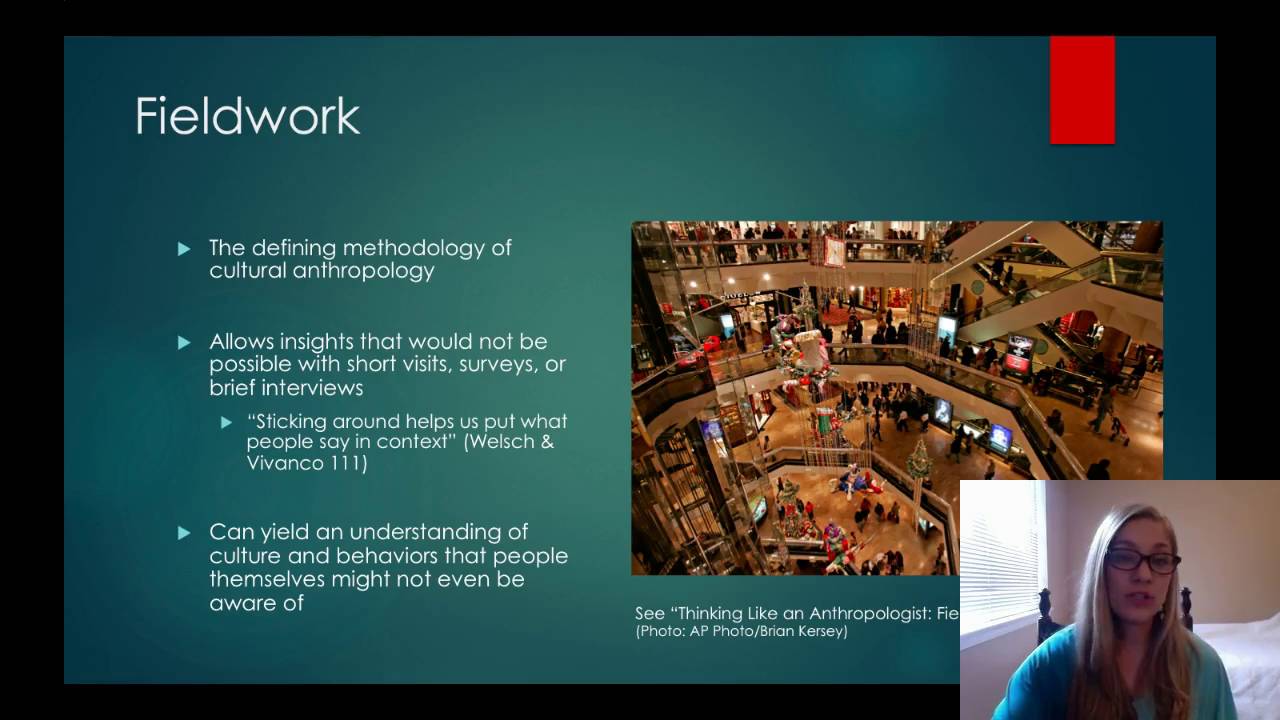 Fieldwork
The defining methodology of
cultural anthropology
Allows insights that would not be
possible with short visits, surveys, or
brief interviews
“Sticking around helps us put what
people say in context” (Welsch &
Vivanco 111)
Can yield an understanding of
culture and behaviors that people
themselves might not even be
aware of
See “Thinking Like an Anthropologist:
(Photo: AP Photo/Brian Kersey)